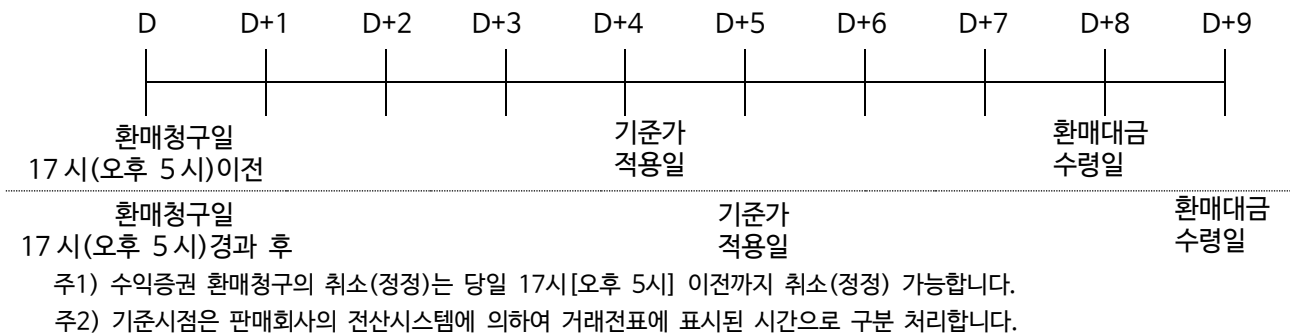 D D+1 D+2 D+3 D+4 D+5 D+6 D+7 D+8 D+9
환매청구일 기준가 환매대금
17시(오후 5시)이전 적용일 수령일
환매청구일 기준가 환매대금
17시(오후 5시)경과 후 적용일 수령일
주1) 수익증권 환매청구의 취소(정정)는 당일 17시[오후 5시] 이전까지 취소(정정) 가능합니다.
주2) 기준시점은 판매회사의 전산시스템에 의하여 거래전표에 표시된 시간으로 구분 처리합니다.